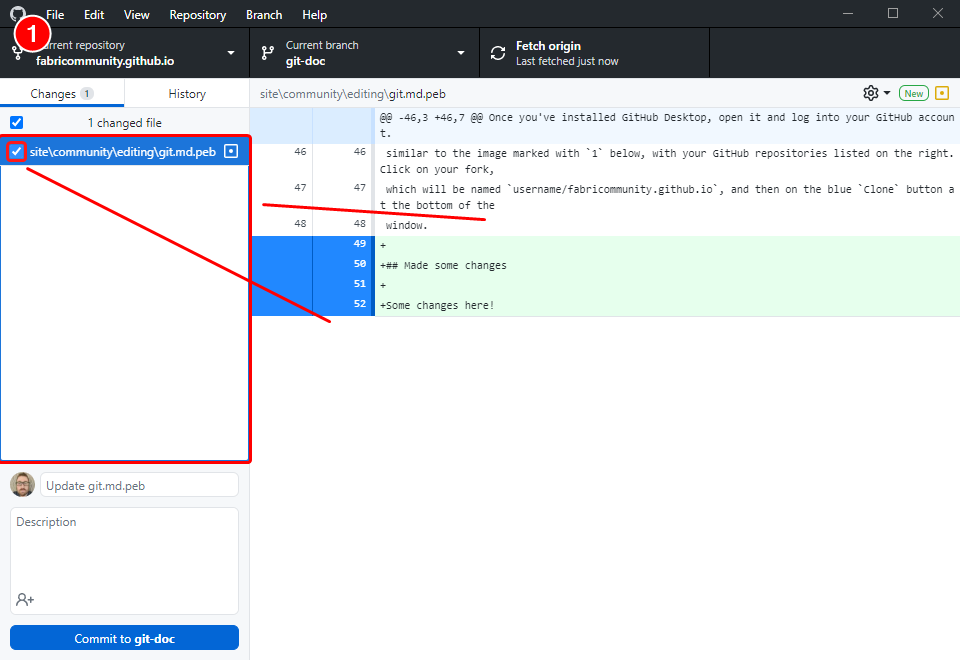 File Edit View Repository Branch Help
1
Current repository
fabricommunity.github.io
Current branch
git-doc
Fetch origin
Last fetched just now
Changes 1 History
site\community\editing\git.md.peb
New
1 changed file
site\community\editing\git.md.peb
@@ -46,3 +46,7 @@ Once you've installed GitHub Desktop, open it and log into your GitHub accoun
t.
46 46 similar to the image marked with `1` below, with your GitHub repositories listed on the right.
Click on your fork,
47 47 which will be named `username/fabricommunity.github.io`, and then on the blue `Clone` button a
t the bottom of the
48 48 window.
49 +
50 +## Made some changes
51 +
52 +Some changes here!
Update git.md.peb
Description
Commit to git-doc